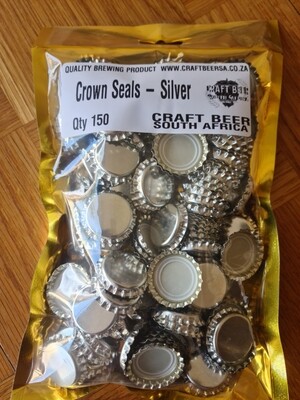 QUALITY BREWING PRODUCT WWW.CRAFTBEERSA.CO.ZA
Crown Seals - Silver
Qty 150
CRAFT BEER
SOUTH AFRICA